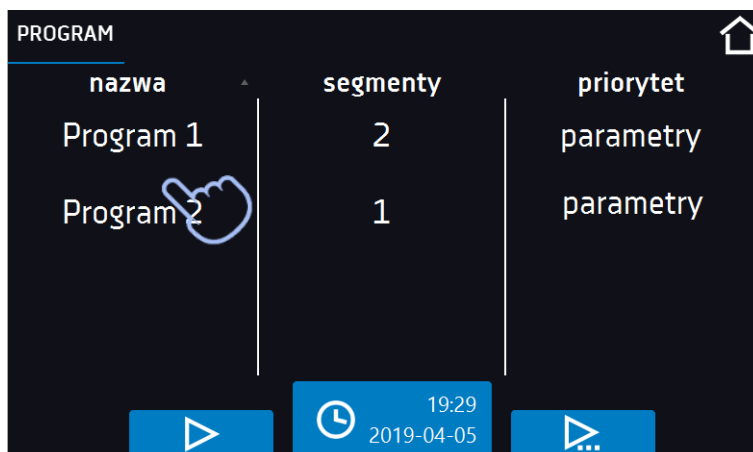 PROGRAM
nazwa segmenty priorytet
Program 1 2 parametry
Program 2 1 parametry
19:29
2019-04-05